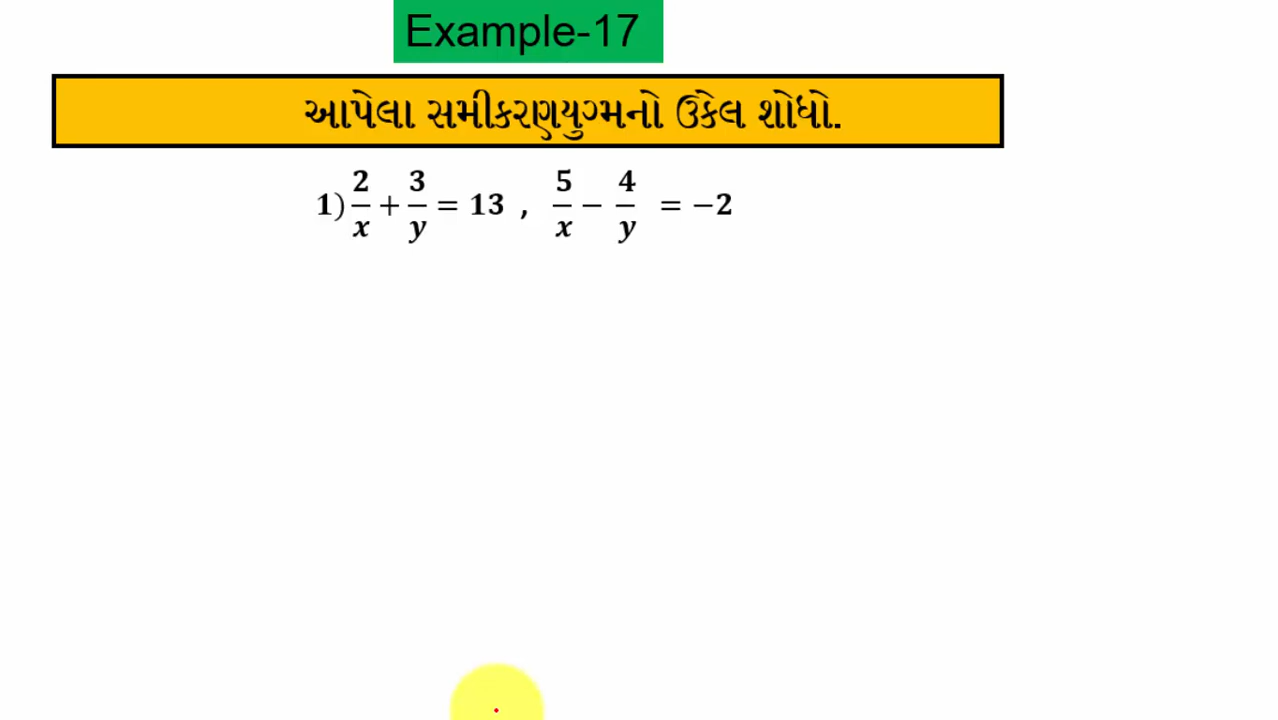 Example-17
આપેલા સમીકરણયુગ્મનો ઉકેલ શોધો.
1) 2/x + 3/y = 13 , 5/x − 4/y = −2